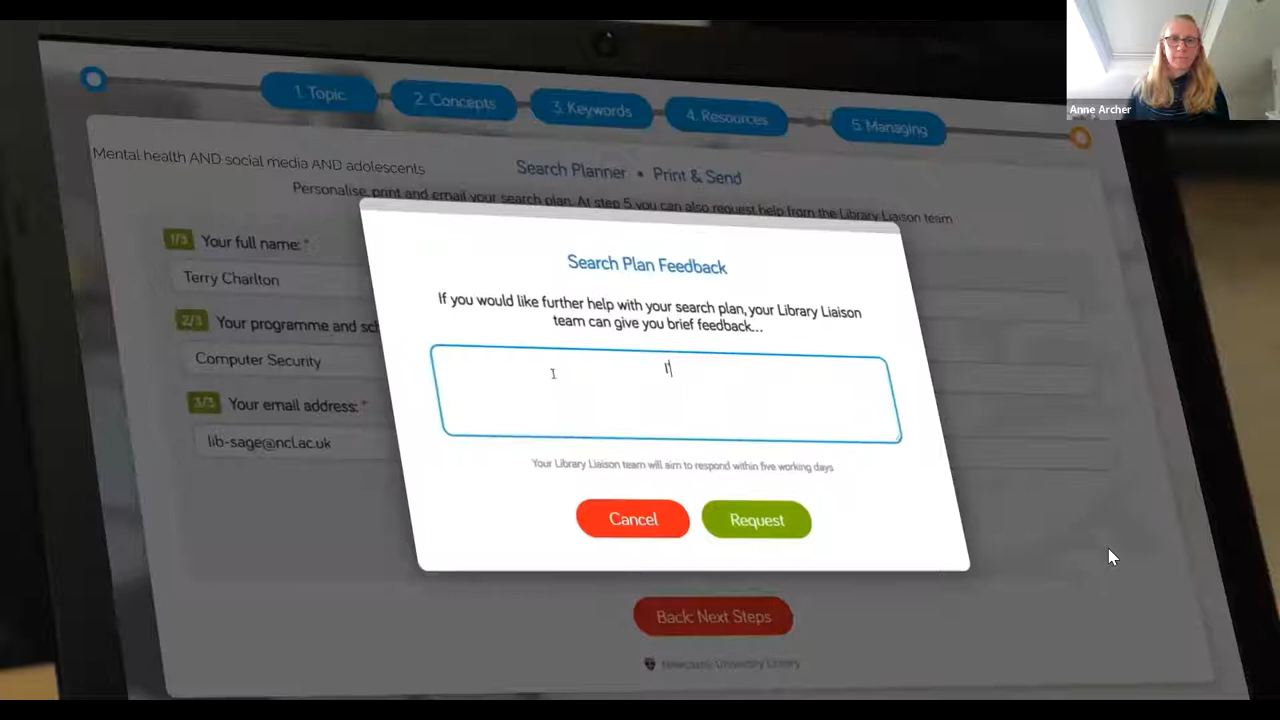 Anne Archer
1. Topic
2. Concepts
3. Keywords
4. Resources
5. Managing
Mental health AND social media AND adolescents
Search Planner • Print & Send
Personalise, print and email your search plan. At step 5 you can also request help from the Library Liaison team
1/3 Your full name: *
Terry Charlton
2/3 Your programme and sch
Computer Security
3/3 Your email address: *
lib-sage@ncl.ac.uk
Search Plan Feedback
If you would like further help with your search plan, your Library Liaison
team can give you brief feedback...
I'
Your Library Liaison team will aim to respond within five working days
Cancel
Request
Back: Next Steps
Newcastle University Library